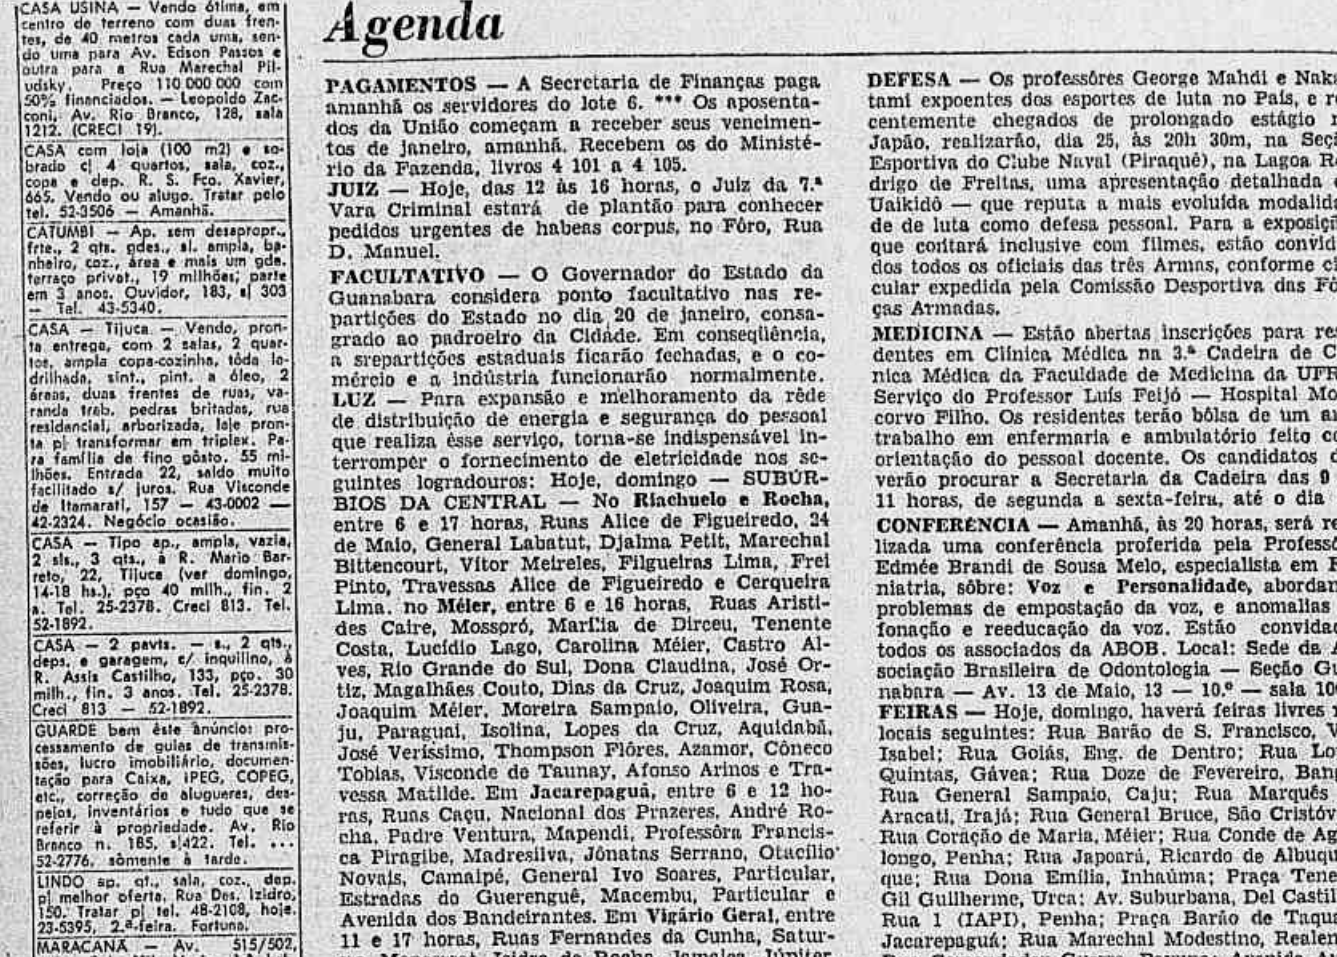 CASA USINA — Vendo ótima, em
centro de terreno com duas fren-
tes, de 40 metros cada uma, sen-
do uma para Av. Edson Passos e
outra para a Rua Marechal Pil-
udsky. Preço 110 000 000 com
50% financiados. — Leopoldo Zac-
coni, Av. Rio Branco, 128, sala
1212. (CRECI 19).
CASA com loja (100 m2) e so-
brado c| 4 quartos, sala, coz.,
copa e dep. R. S. Fco. Xavier,
665. Vendo ou alugo. Tratar pelo
tel. 52-3506 — Amanhã.
CATUMBI — Ap. sem desapropr.,
frte., 2 qts. gdes., sl. ampla, ba-
nheiro, coz., área e mais um gde.
terraço privat., 19 milhões; parte
em 3 anos. Ouvidor, 183, s| 303
— Tel. 43-5340.
CASA — Tijuca — Vendo, pron-
ta entrega, com 2 salas, 2 quar-
tos, ampla copa-cozinha, tôda la-
drilhada, sint., pint. a óleo, 2
áreas, duas frentes de ruas, va-
randa trab. pedras britadas, rua
residencial, arborizada, laje pron-
ta p| transformar em triplex. Pa-
ra família de fino gôsto. 55 mi-
lhões. Entrada 22, saldo muito
facilitado s/ juros. Rua Visconde
de Itamarati, 157 — 43-0002 —
42-2324. Negócio ocasião.
CASA — Tipo ap., ampla, vazia,
2 sls., 3 qts., à R. Mario Bar-
reto, 22, Tijuca (ver domingo,
14-18 hs.), pço 40 milh., fin. 2
a. Tel. 25-2378. Creci 813. Tel.
52-1892.
CASA — 2 pavts. — s., 2 qts.,
deps. e garagem, c/ inquilino, à
R. Assis Castilho, 133, pço. 30
milh., fin. 3 anos. Tel. 25-2378.
Creci 813 — 52-1892.
GUARDE bem êste anúncio: pro-
cessamento de guias de transmis-
sões, lucro imobiliário, documen-
tação para Caixa, IPEG, COPEG,
etc., correção de alugueres, des-
pejos, inventários e tudo que se
referir à propriedade. Av. Rio
Branco n. 185, s|422. Tel. ...
52-2776, sòmente à tarde.
LINDO ap. qt., sala, coz., dep.
p| melhor oferta, Rua Des. Izidro,
150. Tratar p| tel. 48-2108, hoje.
23-5395, 2.ª-feira. Fortuna.
MARACANÃ — Av. 515/502,
Agenda
PAGAMENTOS — A Secretaria de Finanças paga
amanhã os servidores do lote 6. *** Os aposenta-
dos da União começam a receber seus vencimen-
tos de janeiro, amanhã. Recebem os do Ministé-
rio da Fazenda, livros 4 101 a 4 105.
JUIZ — Hoje, das 12 às 16 horas, o Juiz da 7.ª
Vara Criminal estará de plantão para conhecer
pedidos urgentes de habeas corpus, no Fôro, Rua
D. Manuel.
FACULTATIVO — O Governador do Estado da
Guanabara considera ponto facultativo nas re-
partições do Estado no dia 20 de janeiro, consa-
grado ao padroeiro da Cidade. Em conseqüência,
a srepartições estaduais ficarão fechadas, e o co-
mércio e a indústria funcionarão normalmente.
LUZ — Para expansão e melhoramento da rêde
de distribuição de energia e segurança do pessoal
que realiza êsse serviço, torna-se indispensável in-
terromper o fornecimento de eletricidade nos se-
guintes logradouros: Hoje, domingo — SUBÚR-
BIOS DA CENTRAL — No Riachuelo e Rocha,
entre 6 e 17 horas, Ruas Alice de Figueiredo, 24
de Maio, General Labatut, Djalma Petit, Marechal
Bittencourt, Vítor Meireles, Filgueiras Lima, Frei
Pinto, Travessas Alice de Figueiredo e Cerqueira
Lima. no Méier, entre 6 e 16 horas, Ruas Aristi-
des Caire, Mossoró, Marília de Dirceu, Tenente
Costa, Lucídio Lago, Carolina Méier, Castro Al-
ves, Rio Grande do Sul, Dona Claudina, José Or-
tiz, Magalhães Couto, Dias da Cruz, Joaquim Rosa,
Joaquim Méier, Moreira Sampaio, Oliveira, Gua-
ju, Paraguai, Isolina, Lopes da Cruz, Aquidabã,
José Veríssimo, Thompson Flôres, Azamor, Cônego
Tobias, Visconde de Taunay, Afonso Arinos e Tra-
vessa Matilde. Em Jacarepaguá, entre 6 e 12 ho-
ras, Ruas Caçu, Nacional dos Prazeres, André Ro-
cha, Padre Ventura, Mapendi, Professôra Francis-
ca Piragibe, Madresilva, Jônatas Serrano, Otacílio
Novais, Camaipé, General Ivo Soares, Particular,
Estradas do Guerenguê, Macembu, Particular e
Avenida dos Bandeirantes. Em Vigário Geral, entre
11 e 17 horas, Ruas Fernandes da Cunha, Satur-
DEFESA — Os professôres George Mahdi e Naka
tami expoentes dos esportes de luta no País, e r
centemente chegados de prolongado estágio
Japão, realizarão, dia 25, às 20h 30m, na Seç
Esportiva do Clube Naval (Piraquê), na Lagoa Ro
drigo de Freitas, uma apresentação detalhada
Uaikidô — que reputa a mais evoluída modalida
de de luta como defesa pessoal. Para a exposiçã
que contará inclusive com filmes, estão convid
dos todos os oficiais das três Armas, conforme ci
cular expedida pela Comissão Desportiva das Fô
ças Armadas.
MEDICINA — Estão abertas inscrições para res
dentes em Clínica Médica na 3.ª Cadeira de C
nica Médica da Faculdade de Medicina da UFR
Serviço do Professor Luís Feijó — Hospital Mo
corvo Filho. Os residentes terão bôlsa de um a
trabalho em enfermaria e ambulatório feito co
orientação do pessoal docente. Os candidatos d
verão procurar a Secretaria da Cadeira das 9
11 horas, de segunda a sexta-feira, até o dia
CONFERÊNCIA — Amanhã, às 20 horas, será re
lizada uma conferência proferida pela Professô
Edmée Brandi de Sousa Melo, especialista em F
niatria, sôbre: Voz e Personalidade, abordan
problemas de empostação da voz, e anomalias
fonação e reeducação da voz. Estão convidad
todos os associados da ABOB. Local: Sede da A
sociação Brasileira de Odontologia — Seção Gu
nabara — Av. 13 de Maio, 13 — 10.º — sala 10
FEIRAS — Hoje, domingo, haverá feiras livres
locais seguintes: Rua Barão de S. Francisco, V
Isabel; Rua Goiás, Eng. de Dentro; Rua Lo
Quintas, Gávea; Rua Doze de Fevereiro, Bang
Rua General Sampaio, Caju; Rua Marquês
Aracati, Irajá; Rua General Bruce, São Cristóv
Rua Coração de Maria, Méier; Rua Conde de Ag
longo, Penha; Rua Japoará, Ricardo de Albuqu
que; Rua Dona Emília, Inhaúma; Praça Tene
Gil Guilherme, Urca; Av. Suburbana, Del Castil
Rua 1 (IAPI), Penha; Praça Barão de Taqu
Jacarepaguá; Rua Marechal Modestino, Realen